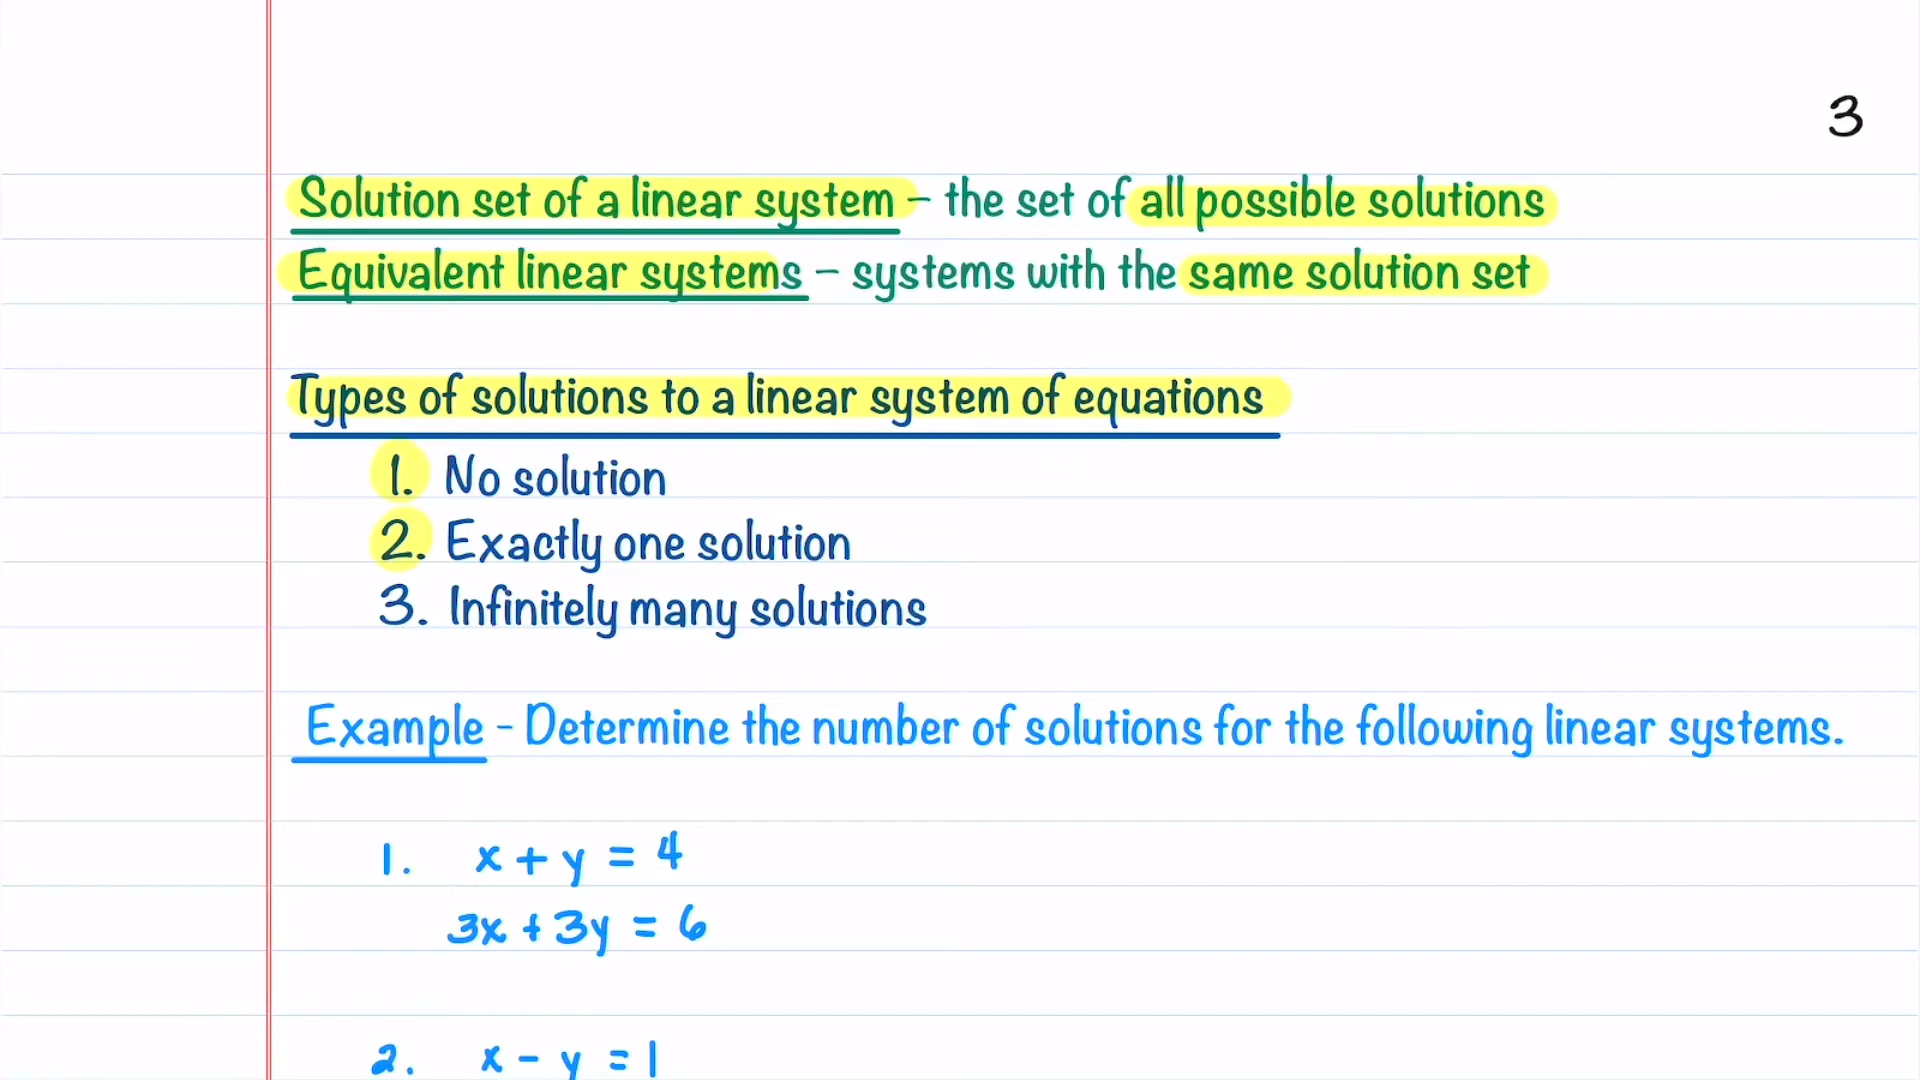 3
Solution set of a linear system – the set of all possible solutions
Equivalent linear systems – systems with the same solution set
Types of solutions to a linear system of equations
1. No solution
2. Exactly one solution
3. Infinitely many solutions
Example - Determine the number of solutions for the following linear systems.
1. x + y = 4
3x + 3y = 6
2. x - y = 1